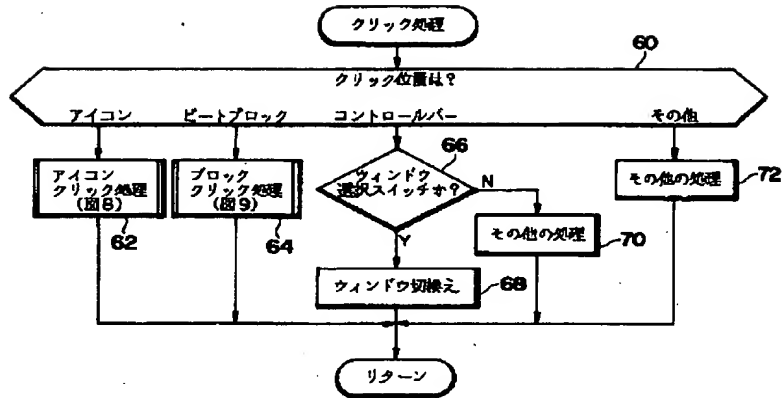 クリック処理
60
クリック位置は?
アイコン
ビートブロック
コントロールバー
その他
アイコン
クリック処理
(図8)
62
ブロック
クリック処理
(図9)
64
ウィンドウ
選択スイッチか?
66
N
Y
その他の処理
72
その他の処理
70
ウィンドウ切換え
68
リターン